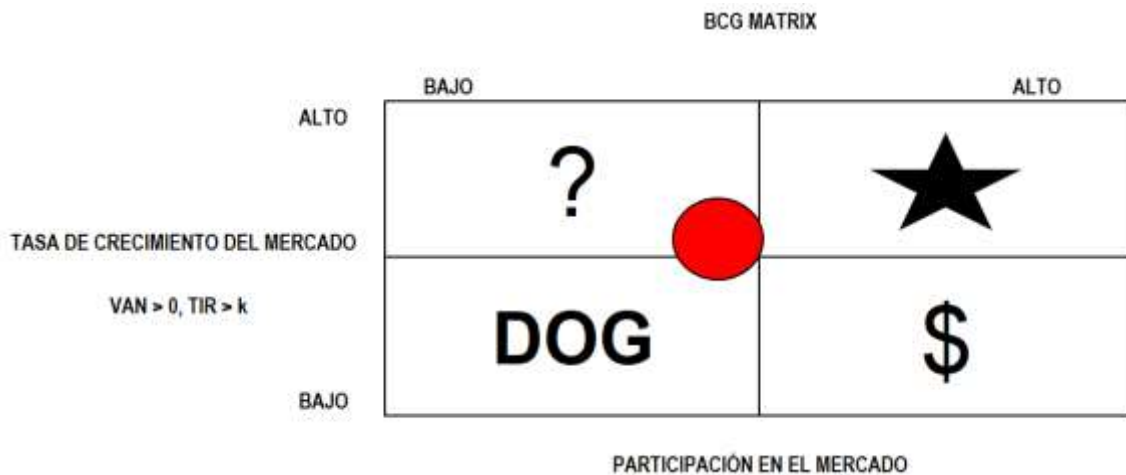 BCG MATRIX
BAJO
ALTO
ALTO
?
TASA DE CRECIMIENTO DEL MERCADO
VAN > 0, TIR > k
DOG
$
BAJO
PARTICIPACIÓN EN EL MERCADO